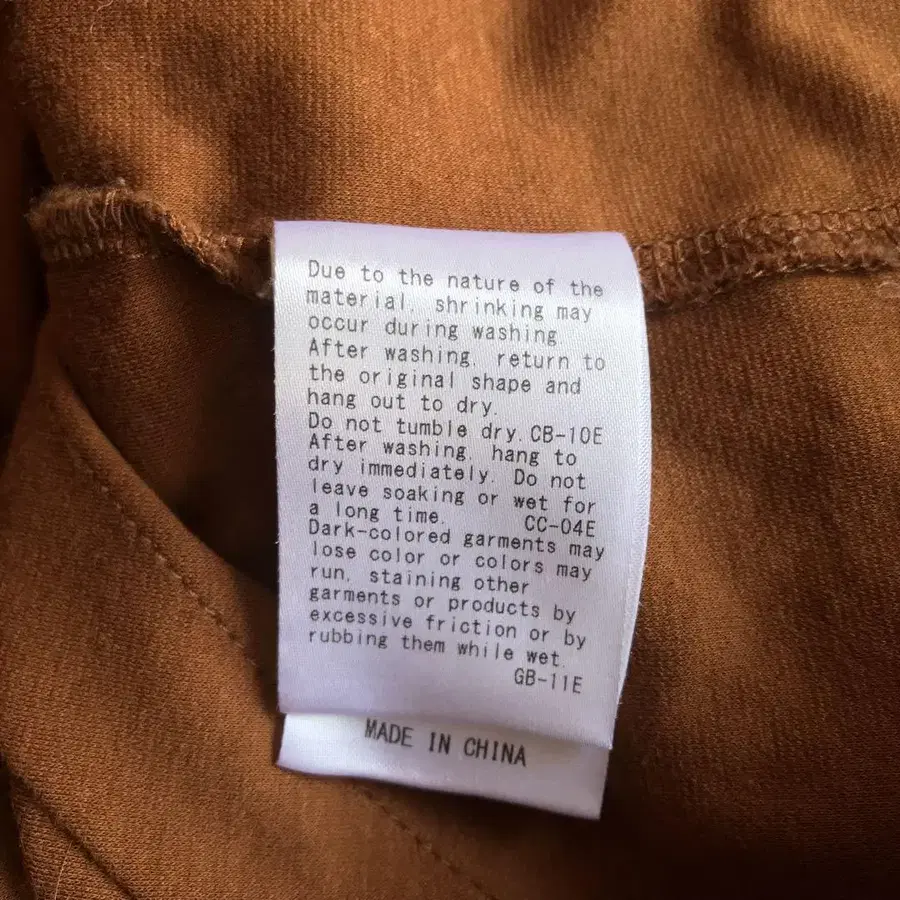 Due to the nature of the
material, shrinking may
occur during washing.
After washing, return to
the original shape and
hang out to dry.
Do not tumble dry. CB-10E
After washing, hang to
dry immediately. Do not
leave soaking or wet for
a long time. CC-04E
Dark-colored garments may
lose color or colors may
run, staining other
garments or products by
excessive friction or by
rubbing them while wet.
GB-11E
MADE IN CHINA